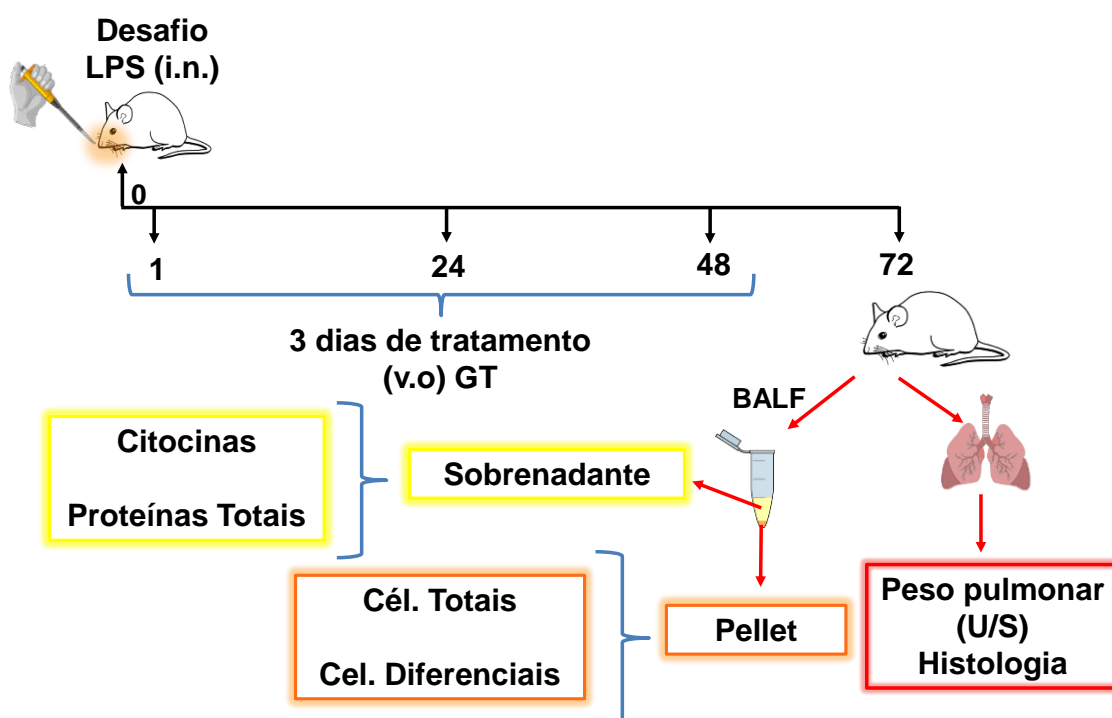 Desafio
LPS (i.n.)
0
1
24
48
72
3 dias de tratamento
(v.o) GT
BALF
Citocinas
Proteínas Totais
Sobrenadante
Cél. Totais
Cel. Diferenciais
Pellet
Peso pulmonar
(U/S)
Histologia